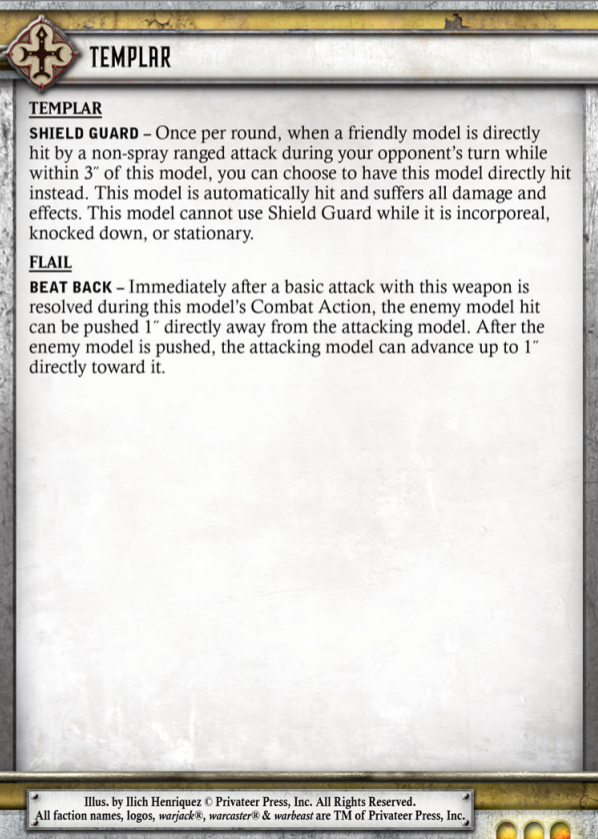 TEMPLAR
TEMPLAR
SHIELD GUARD – Once per round, when a friendly model is directly
hit by a non-spray ranged attack during your opponent's turn while
within 3″ of this model, you can choose to have this model directly hit
instead. This model is automatically hit and suffers all damage and
effects. This model cannot use Shield Guard while it is incorporeal,
knocked down, or stationary.
FLAIL
BEAT BACK – Immediately after a basic attack with this weapon is
resolved during this model's Combat Action, the enemy model hit
can be pushed 1″ directly away from the attacking model. After the
enemy model is pushed, the attacking model can advance up to 1″
directly toward it.
Illus. by Ilich Henriquez © Privateer Press, Inc. All Rights Reserved.
All faction names, logos, warjack®, warcaster® & warbeast are TM of Privateer Press, Inc.